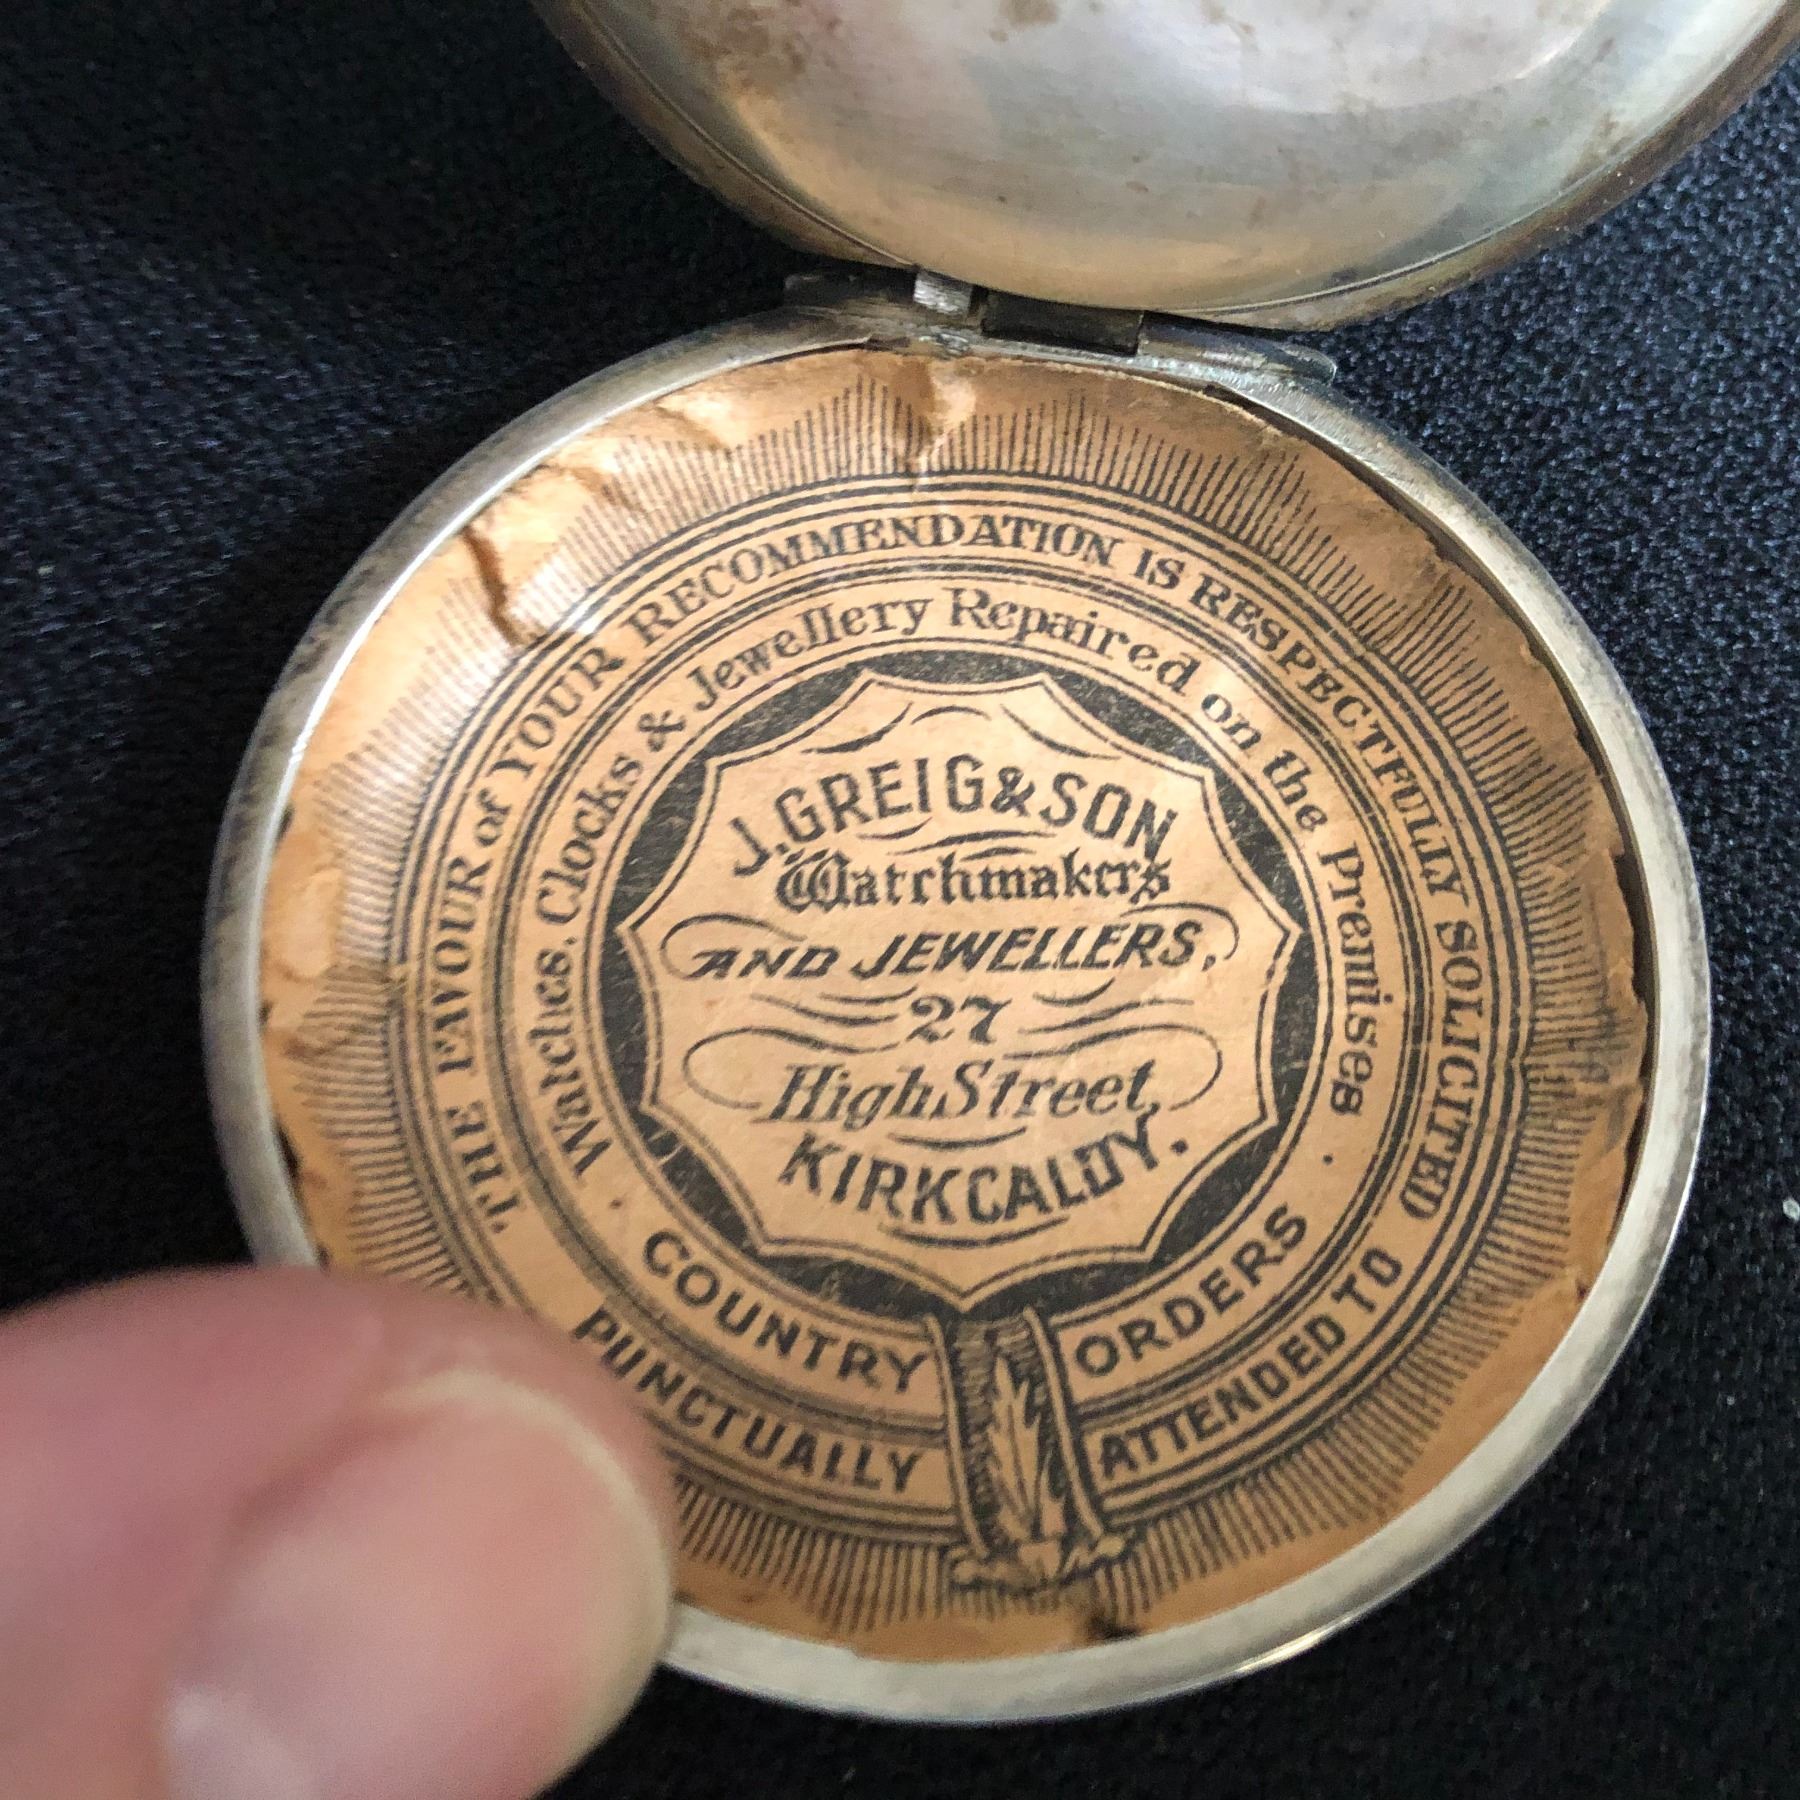 THE FAVOUR of YOUR RECOMMENDATION IS RESPECTFULLY SOLICITED
Watches, Clocks & Jewellery Repaired on the Premises.
J. GREIG & SON
Watchmakers
AND JEWELLERS,
27
High Street,
KIRKCALDY.
COUNTRY ORDERS
PUNCTUALLY ATTENDED TO